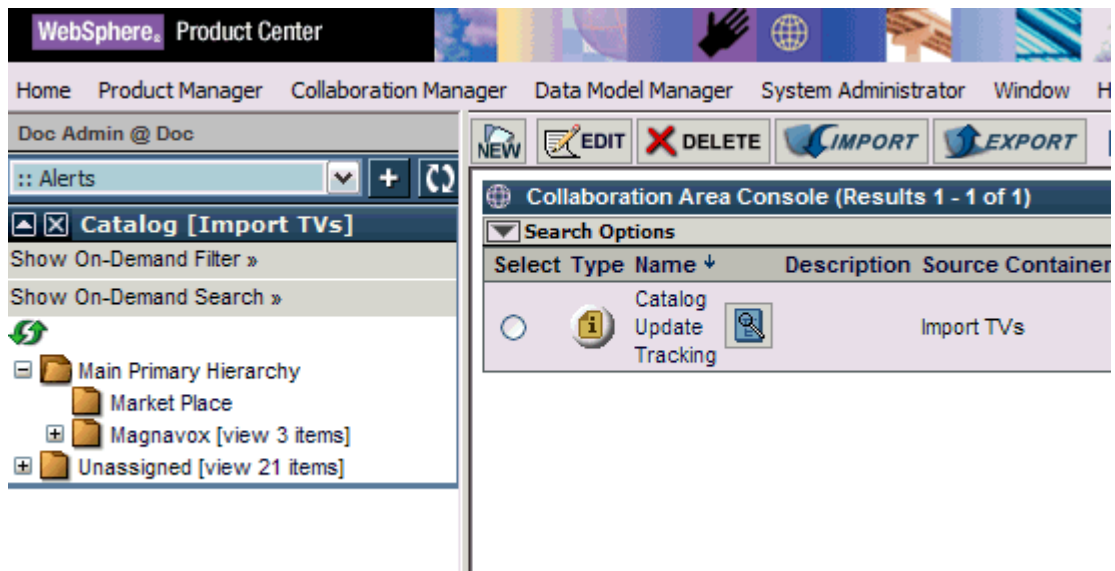 WebSphere® Product Center
Home Product Manager Collaboration Manager Data Model Manager System Administrator Window H
Doc Admin @ Doc
:: Alerts
Catalog [Import TVs]
Show On-Demand Filter »
Show On-Demand Search »
Main Primary Hierarchy
Market Place
Magnavox [view 3 items]
Unassigned [view 21 items]
NEW EDIT DELETE IMPORT EXPORT
Collaboration Area Console (Results 1 - 1 of 1)
Search Options
Select Type Name Description Source Container
Catalog
Update
Tracking
Import TVs